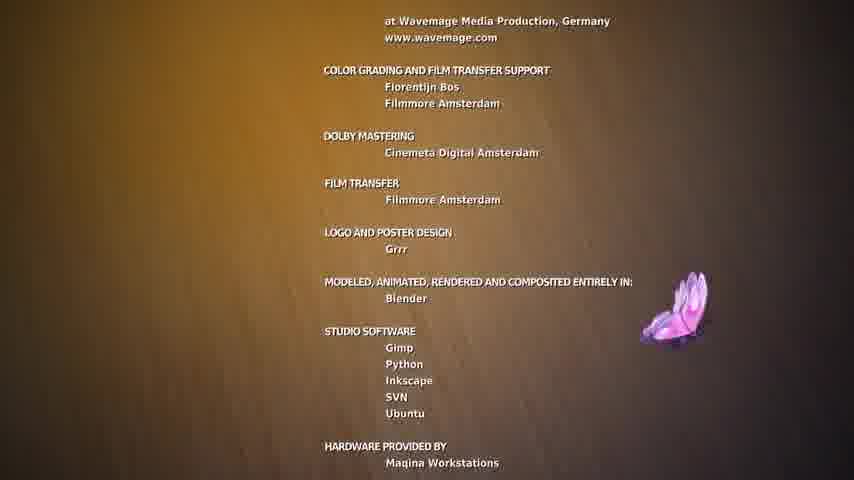 at Wavemage Media Production, Germany
www.wavemage.com
COLOR GRADING AND FILM TRANSFER SUPPORT
Fiorentijn Bos
Filmmore Amsterdam
DOLBY MASTERING
Cinemeta Digital Amsterdam
FILM TRANSFER
Filmmore Amsterdam
LOGO AND POSTER DESIGN
Grrr
MODELED, ANIMATED, RENDERED AND COMPOSITED ENTIRELY IN:
Blender
STUDIO SOFTWARE
Gimp
Python
Inkscape
SVN
Ubuntu
HARDWARE PROVIDED BY
Maqina Workstations